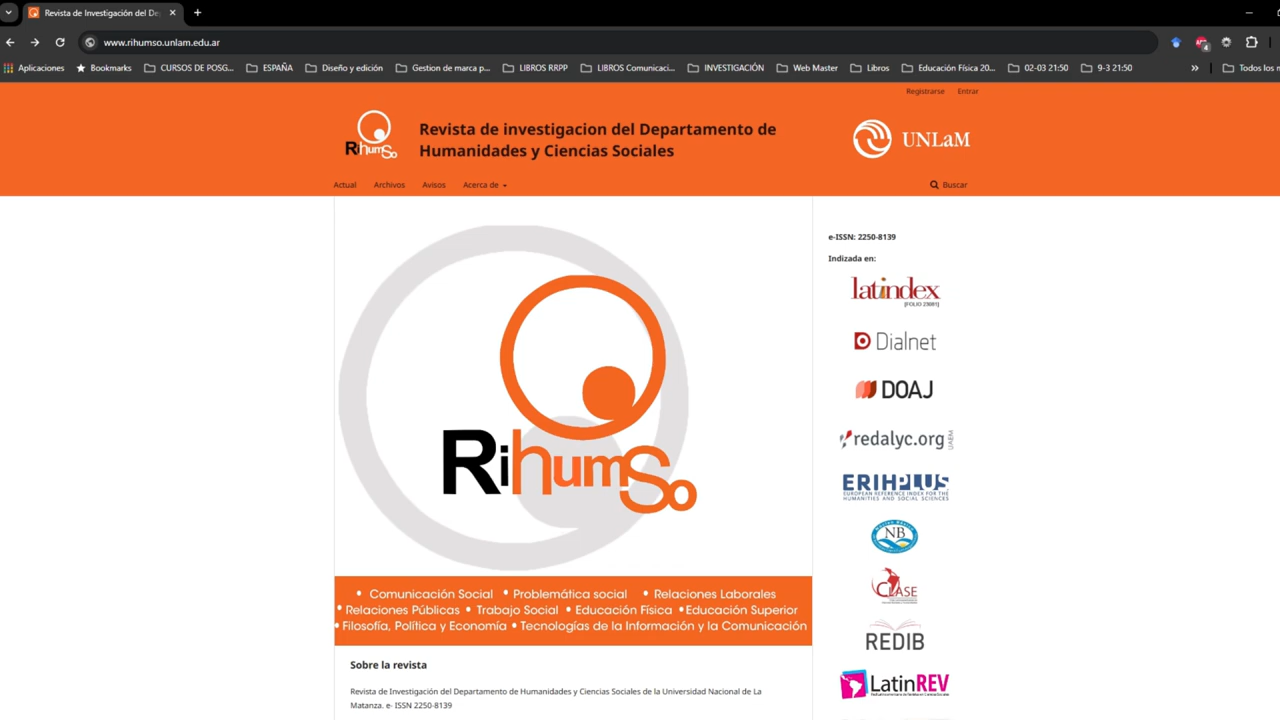 Revista de Investigación del De
www.rihumso.unlam.edu.ar
Aplicaciones Bookmarks CURSOS DE POSG... ESPAÑA Diseño y edición Gestion de marca p... LIBROS RRPP LIBROS Comunicaci... INVESTIGACIÓN Web Master Libros Educación Física 20... 02-03 21:50 9-3 21:50 » Todos los
Registrarse Entrar
RihumSo
Revista de investigacion del Departamento de
Humanidades y Ciencias Sociales
UNLaM
Actual Archivos Avisos Acerca de Buscar
RihumSo
• Comunicación Social • Problemática social • Relaciones Laborales
• Relaciones Públicas • Trabajo Social • Educación Física • Educación Superior
• Filosofía, Política y Economía • Tecnologías de la Información y la Comunicación
Sobre la revista
Revista de Investigación del Departamento de Humanidades y Ciencias Sociales de la Universidad Nacional de La
Matanza. e- ISSN 2250-8139
e-ISSN: 2250-8139
Indizada en:
latindex
Dialnet
DOAJ
redalyc.org
UAEM
ERIHPLUS
EUROPEAN REFERENCE INDEX FOR THE
HUMANITIES AND SOCIAL SCIENCES
NB
CLASE
REDIB
LatinREV